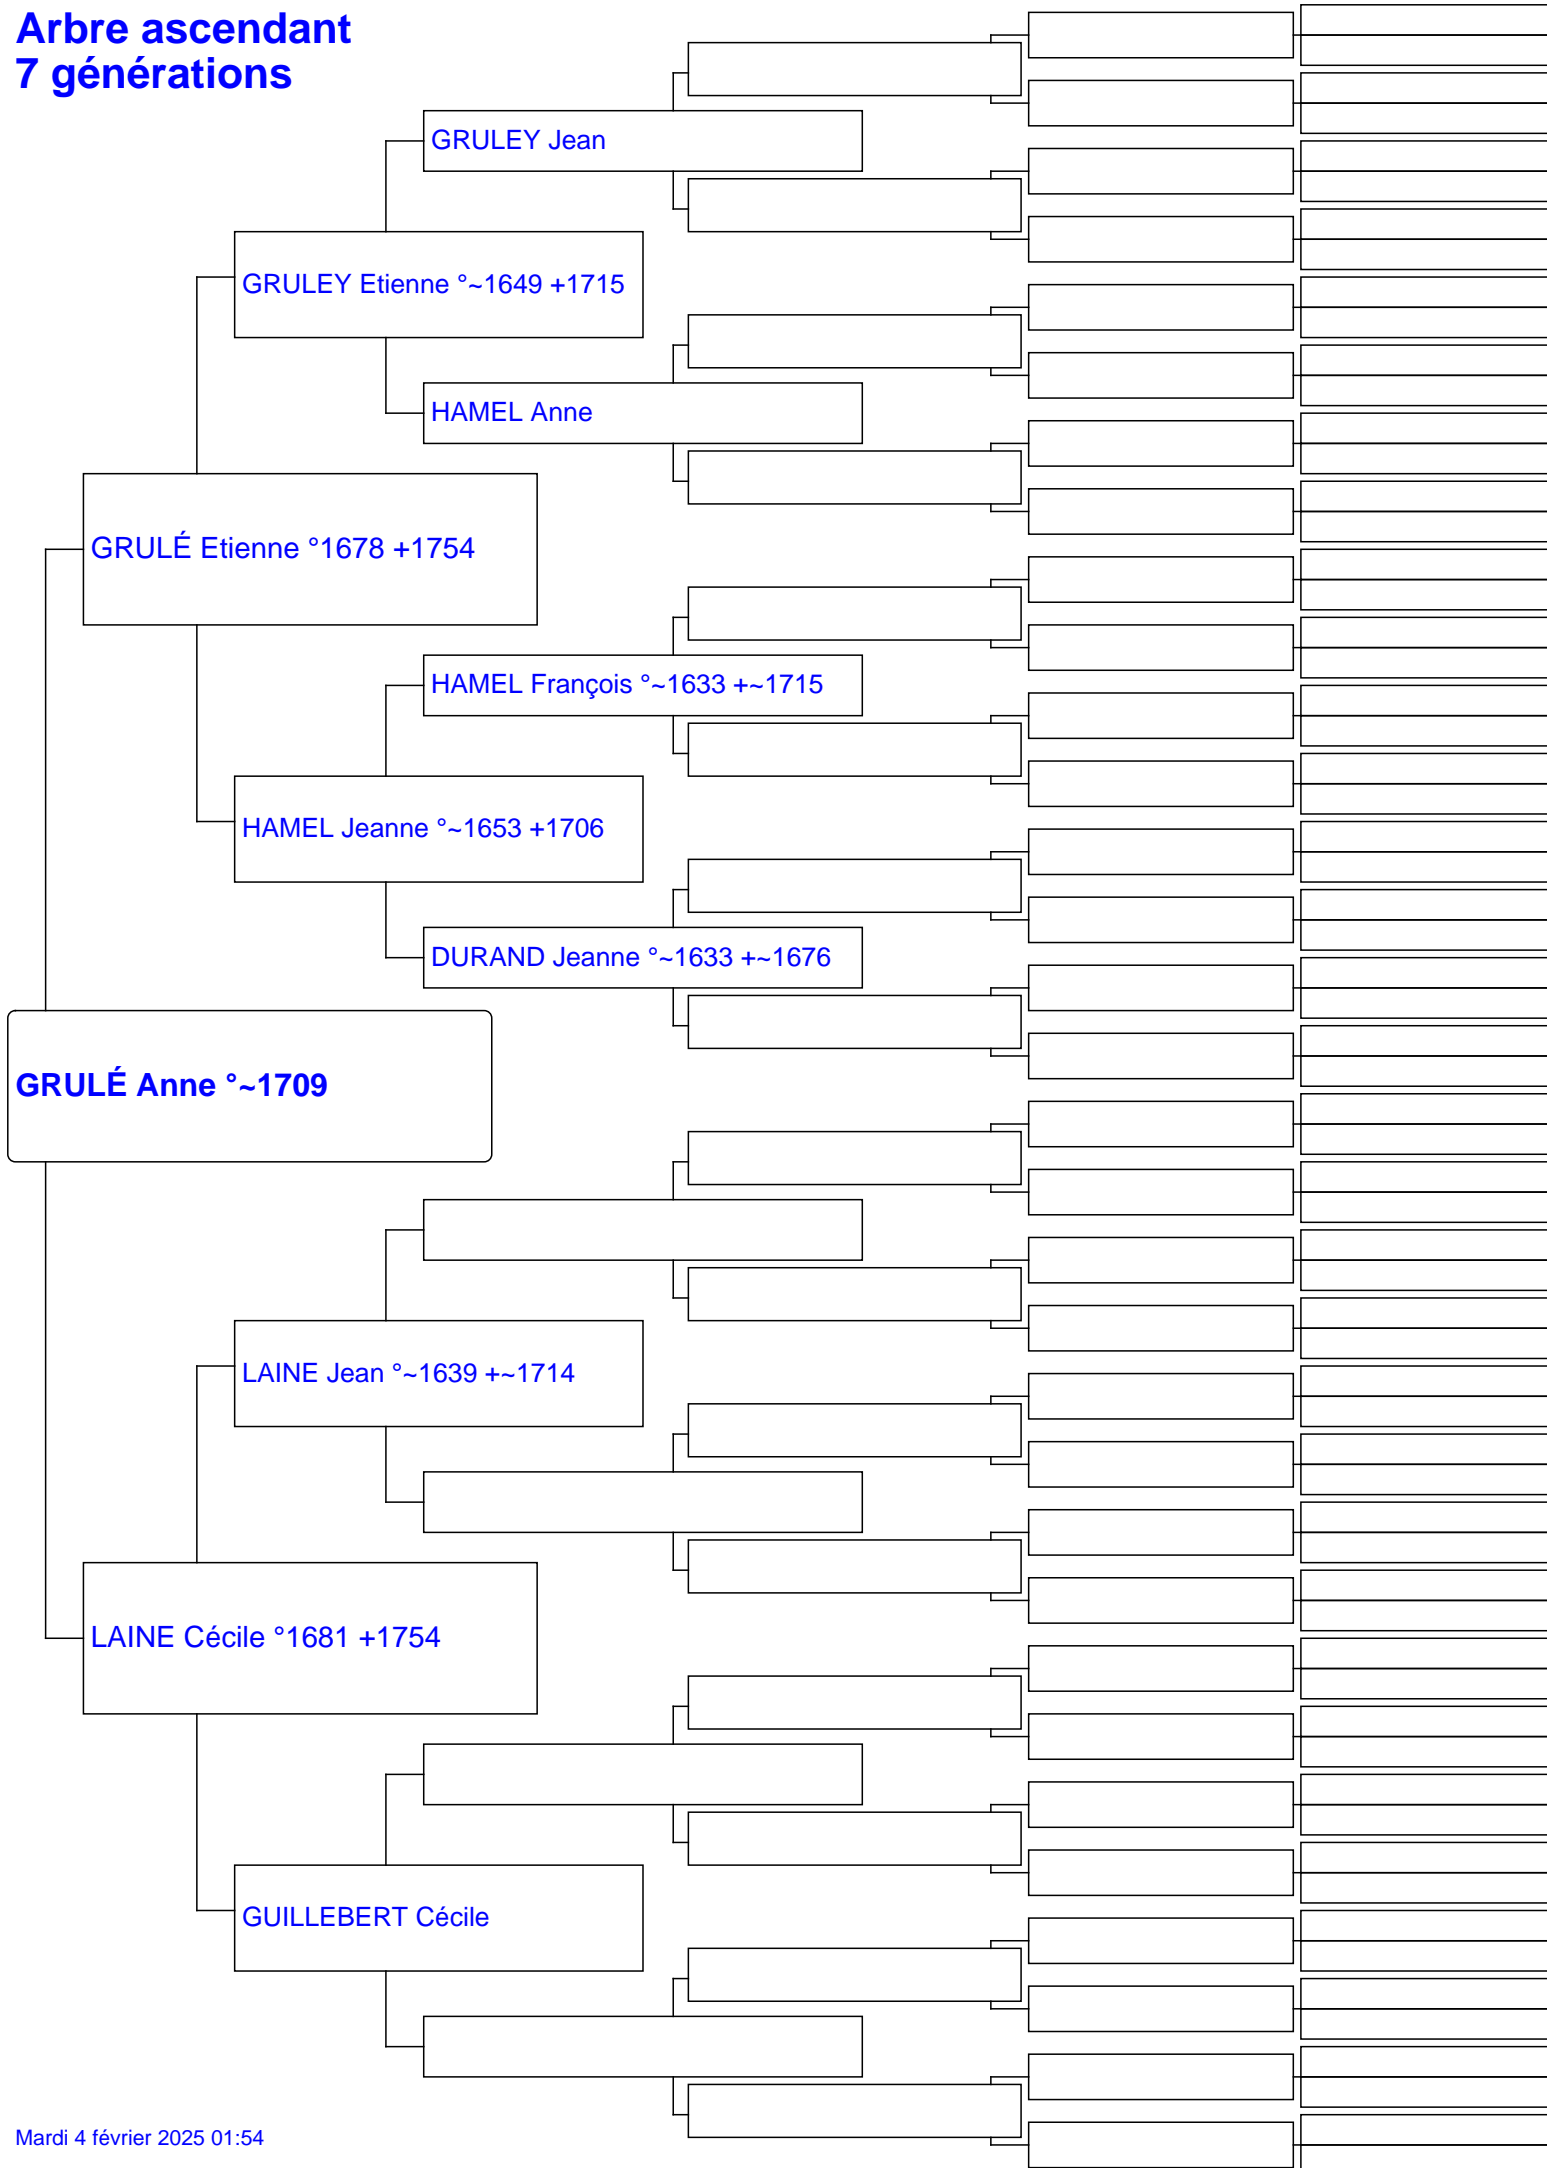 Arbre ascendant
7 générations
GRULEY Jean
GRULEY Etienne °~1649 +1715
HAMEL Anne
GRULÉ Etienne °1678 +1754
HAMEL François °~1633 +~1715
HAMEL Jeanne °~1653 +1706
DURAND Jeanne °~1633 +~1676
GRULÉ Anne °~1709
LAINE Jean °~1639 +~1714
LAINE Cécile °1681 +1754
GUILLEBERT Cécile
Mardi 4 février 2025 01:54